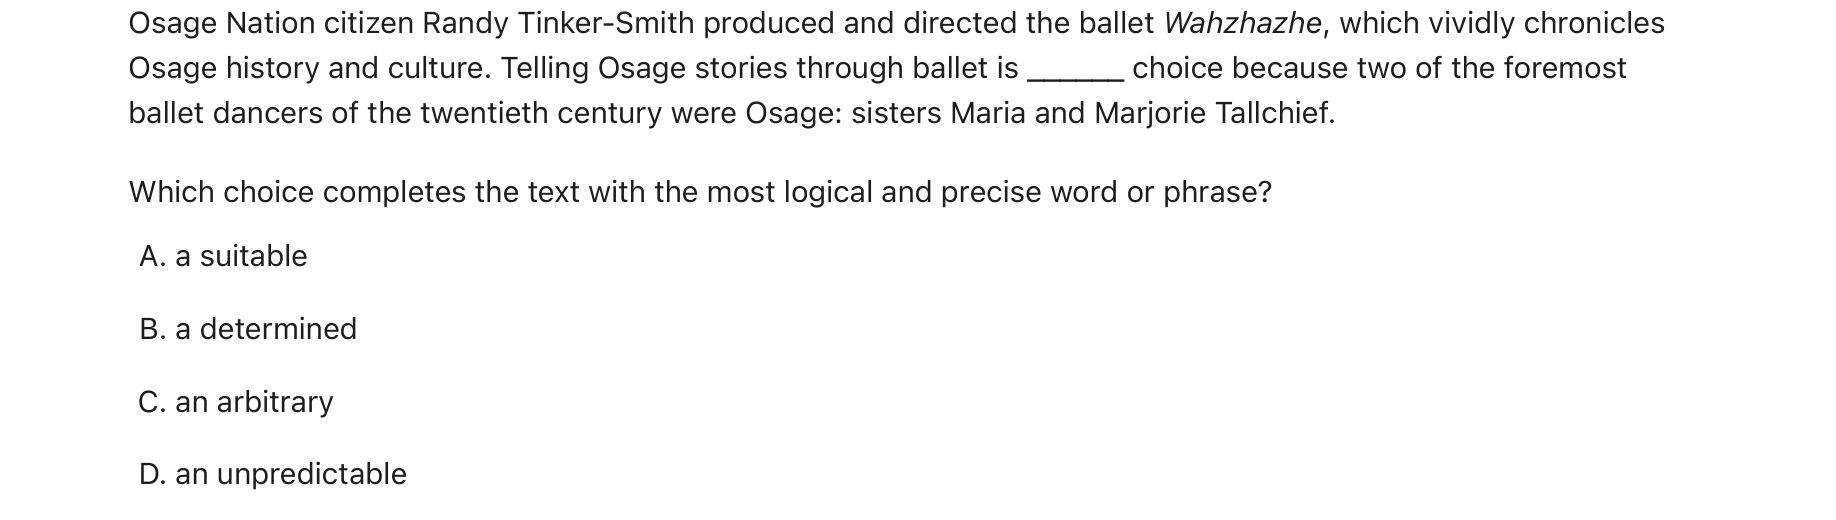 Osage Nation citizen Randy Tinker-Smith produced and directed the ballet Wahzhazhe, which vividly chronicles
Osage history and culture. Telling Osage stories through ballet is ______ choice because two of the foremost
ballet dancers of the twentieth century were Osage: sisters Maria and Marjorie Tallchief.
Which choice completes the text with the most logical and precise word or phrase?
A. a suitable
B. a determined
C. an arbitrary
D. an unpredictable